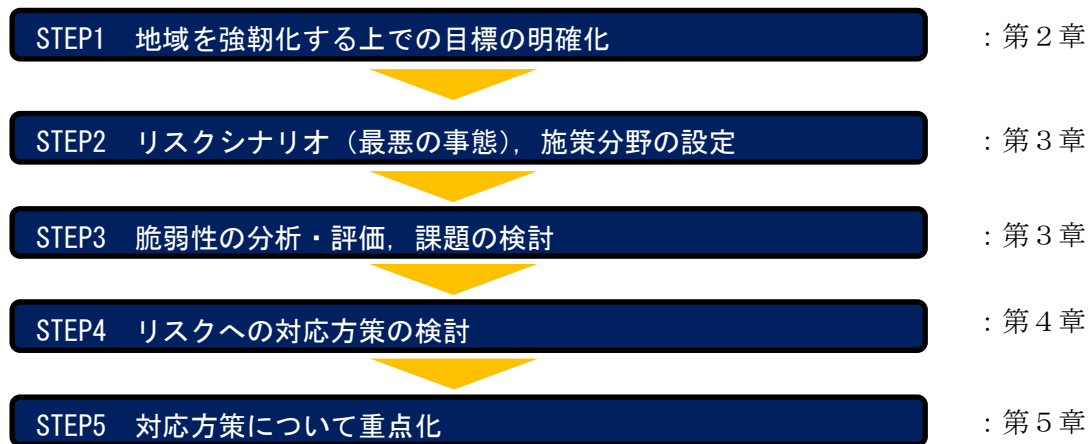 STEP1 地域を強靭化する上での目標の明確化 ：第２章
STEP2 リスクシナリオ（最悪の事態），施策分野の設定 ：第３章
STEP3 脆弱性の分析・評価，課題の検討 ：第３章
STEP4 リスクへの対応方策の検討 ：第４章
STEP5 対応方策について重点化 ：第５章